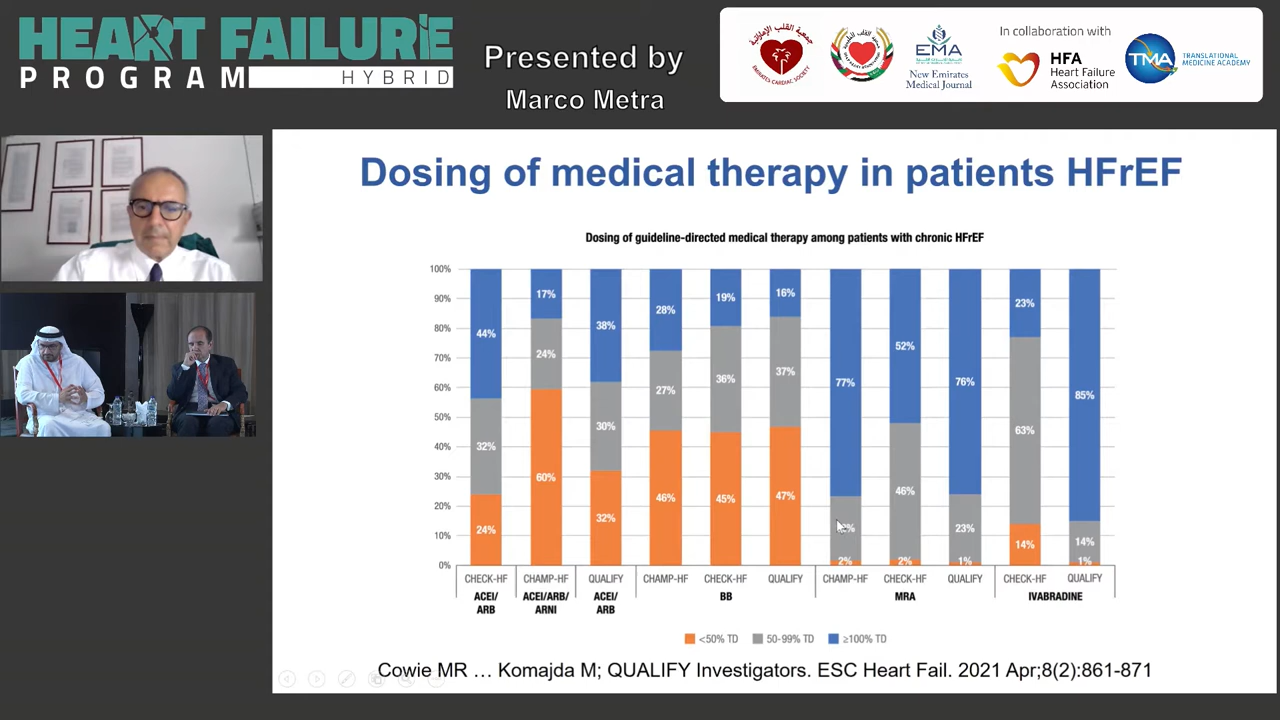 HEART FAILURE
PROGRAM
HYBRID
Presented by
Marco Metra
جمعية القلب الإماراتية
EMIRATES CARDIAC SOCIETY
EMA
New Emirates
Medical Journal
In collaboration with
HFA
Heart Failure
Association
TMA
TRANSLATIONAL
MEDICINE ACADEMY
Dosing of medical therapy in patients HFrEF
Dosing of guideline-directed medical therapy among patients with chronic HFrEF
100%
90%
80%
70%
60%
50%
40%
30%
20%
10%
0%
44%
32%
24%
17%
24%
60%
38%
30%
32%
28%
27%
46%
19%
36%
45%
16%
37%
47%
77%
2%
52%
46%
2%
76%
23%
1%
23%
63%
14%
85%
14%
1%
CHECK-HF CHAMP-HF QUALIFY CHAMP-HF CHECK-HF QUALIFY CHAMP-HF CHECK-HF QUALIFY CHECK-HF QUALIFY
ACEI/ ACEI/ARB/ ACEI/ BB MRA IVABRADINE
ARB ARNI ARB
<50% TD 50-99% TD ≥100% TD
Cowie MR … Komajda M; QUALIFY Investigators. ESC Heart Fail. 2021 Apr;8(2):861-871